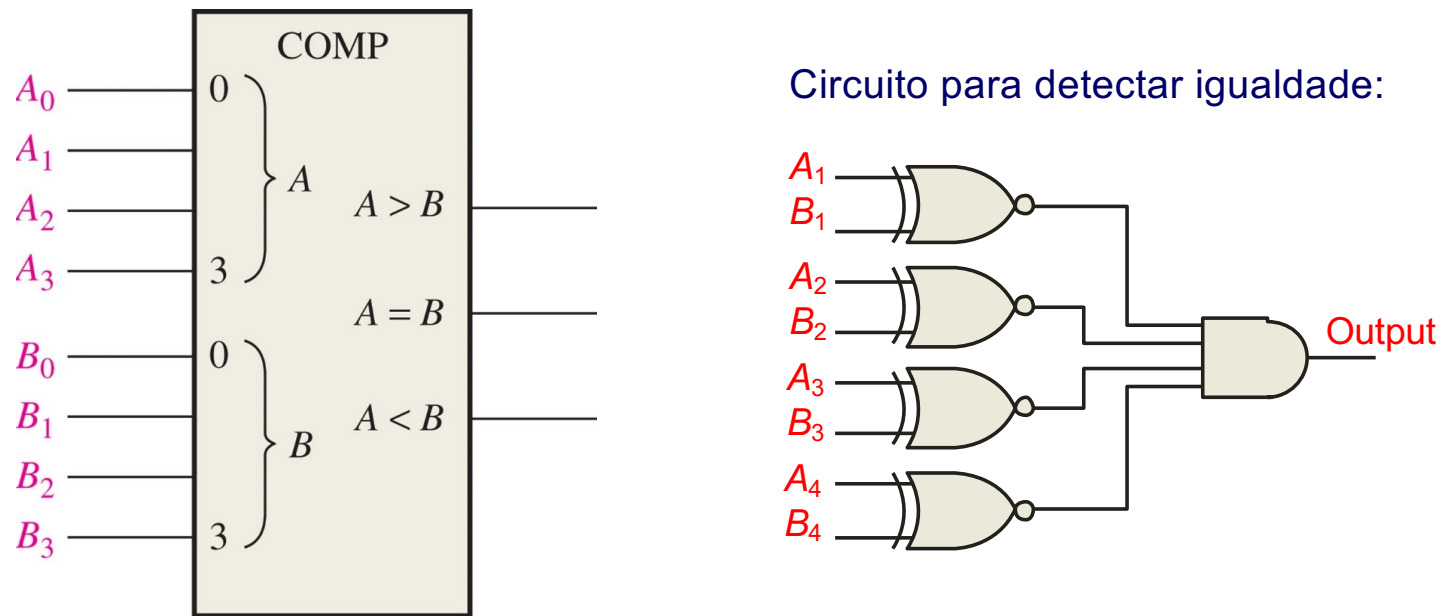 COMP
A₀ 0
A₁
A
A₂ A > B
A₃ 3
A = B
B₀ 0
B₁ A < B
B
B₂
B₃ 3
Circuito para detectar igualdade:
A₁
B₁
A₂
B₂
Output
A₃
B₃
A₄
B₄